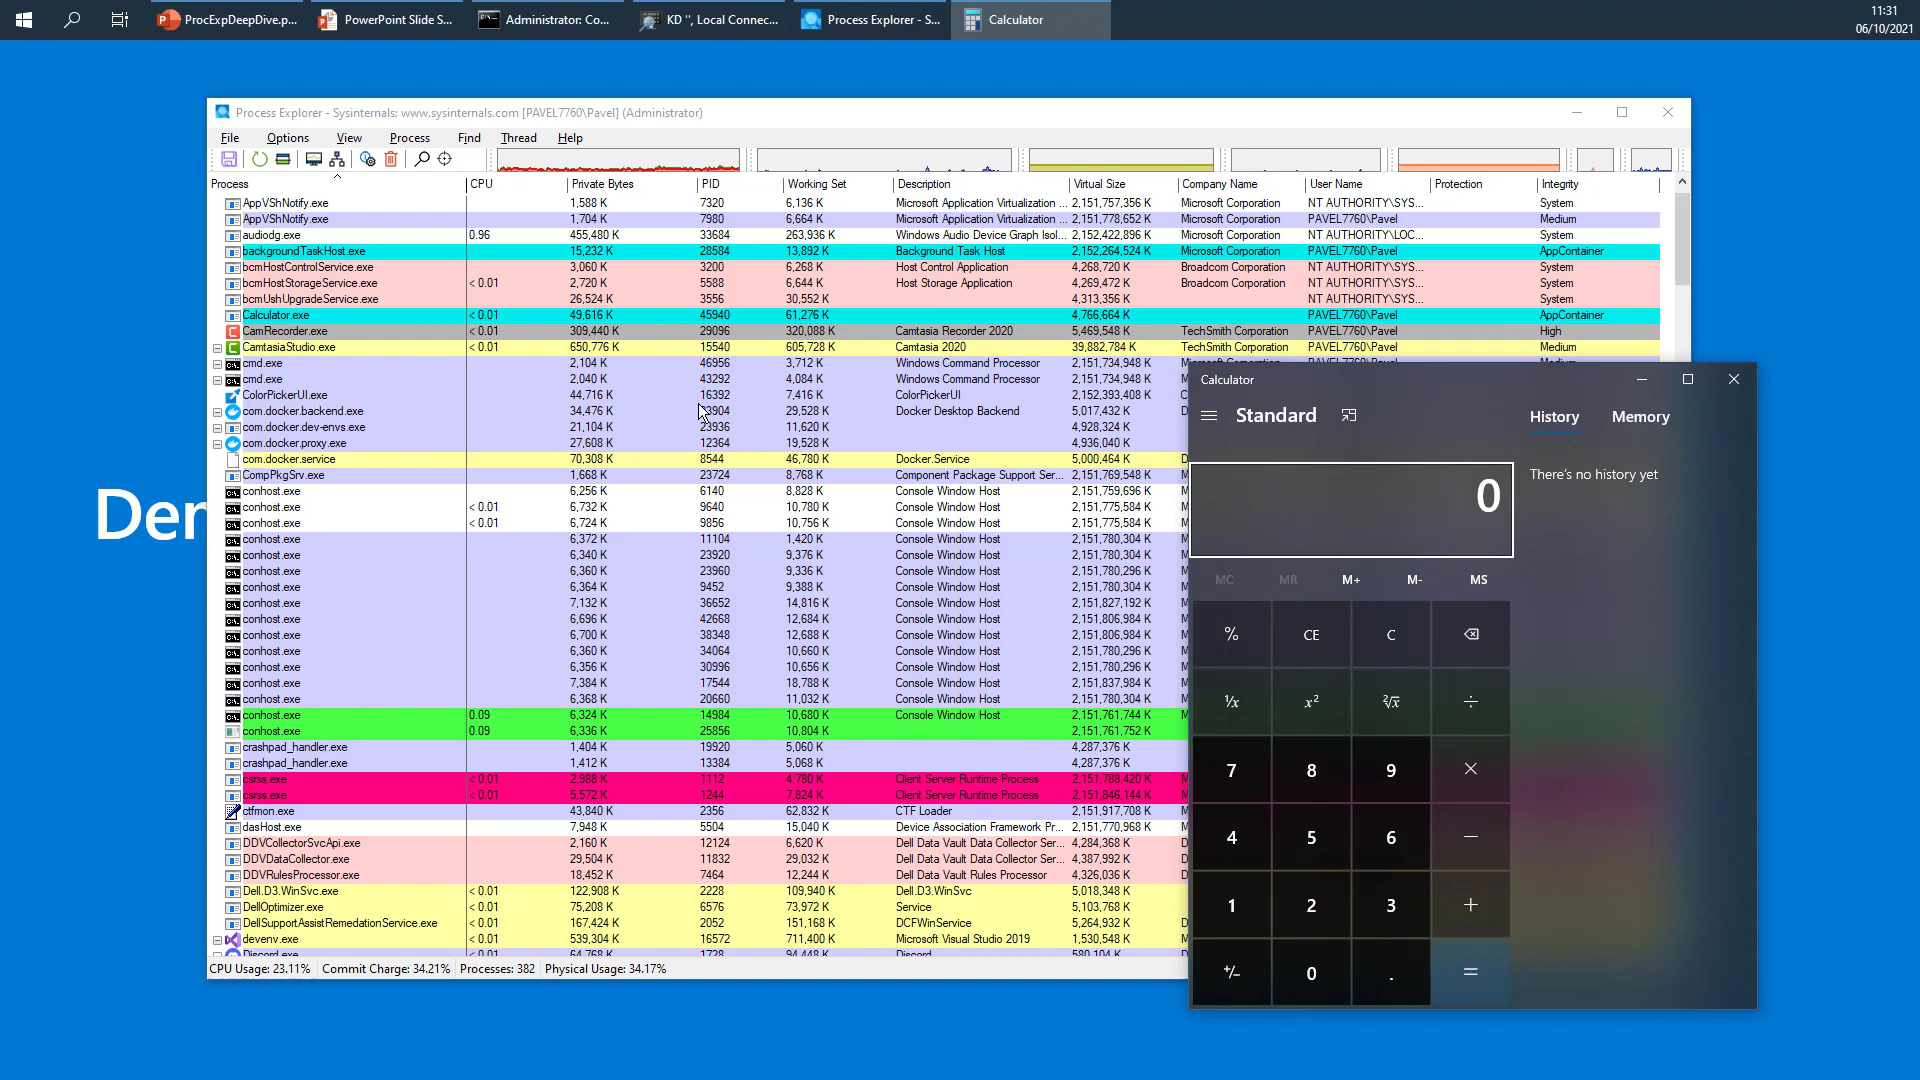 ProcExpDeepDive.p...
PowerPoint Slide S...
Administrator: Co...
KD '', Local Connec...
Process Explorer - S...
Calculator
11:31
06/10/2021
Process Explorer - Sysinternals: www.sysinternals.com [PAVEL7760\Pavel] (Administrator)
File Options View Process Find Thread Help
Process CPU Private Bytes PID Working Set Description Virtual Size Company Name User Name Protection Integrity
AppVShNotify.exe 1,588 K 7320 6,136 K Microsoft Application Virtualization ... 2,151,757,356 K Microsoft Corporation NT AUTHORITY\SYS... System
AppVShNotify.exe 1,704 K 7980 6,664 K Microsoft Application Virtualization ... 2,151,778,652 K Microsoft Corporation PAVEL7760\Pavel Medium
audiodg.exe 0.96 455,480 K 33684 263,936 K Windows Audio Device Graph Isol... 2,152,422,896 K Microsoft Corporation NT AUTHORITY\LOC... System
backgroundTaskHost.exe 15,232 K 28584 13,892 K Background Task Host 2,152,264,524 K Microsoft Corporation PAVEL7760\Pavel AppContainer
bcmHostControlService.exe 3,060 K 3200 6,268 K Host Control Application 4,268,720 K Broadcom Corporation NT AUTHORITY\SYS... System
bcmHostStorageService.exe < 0.01 2,720 K 5588 6,644 K Host Storage Application 4,269,472 K Broadcom Corporation NT AUTHORITY\SYS... System
bcmUshUpgradeService.exe 26,524 K 3556 30,552 K 4,313,356 K NT AUTHORITY\SYS... System
Calculator.exe < 0.01 49,616 K 45940 61,276 K 4,766,664 K PAVEL7760\Pavel AppContainer
CamRecorder.exe < 0.01 309,440 K 29096 320,088 K Camtasia Recorder 2020 5,469,548 K TechSmith Corporation PAVEL7760\Pavel High
CamtasiaStudio.exe < 0.01 650,776 K 15540 605,728 K Camtasia 2020 39,882,784 K TechSmith Corporation PAVEL7760\Pavel Medium
cmd.exe 2,104 K 46956 3,712 K Windows Command Processor 2,151,734,948 K Microsoft Corporation PAVEL7760\Pavel Medium
cmd.exe 2,040 K 43292 4,084 K Windows Command Processor 2,151,734,948 K M
ColorPickerUI.exe 44,716 K 16392 7,416 K ColorPickerUI 2,152,393,408 K C
com.docker.backend.exe 34,476 K 3904 29,528 K Docker Desktop Backend 5,017,432 K D
com.docker.dev-envs.exe 21,104 K 23936 11,620 K 4,928,324 K
com.docker.proxy.exe 27,608 K 12364 19,528 K 4,936,040 K
com.docker.service 70,308 K 8544 46,780 K Docker.Service 5,000,464 K D
CompPkgSrv.exe 1,668 K 23724 8,768 K Component Package Support Ser... 2,151,769,548 K M
conhost.exe 6,256 K 6140 8,828 K Console Window Host 2,151,759,696 K M
conhost.exe < 0.01 6,732 K 9640 10,780 K Console Window Host 2,151,775,584 K M
conhost.exe < 0.01 6,724 K 9856 10,756 K Console Window Host 2,151,775,584 K M
conhost.exe 6,372 K 11104 1,420 K Console Window Host 2,151,780,304 K M
conhost.exe 6,340 K 23920 9,376 K Console Window Host 2,151,780,304 K M
conhost.exe 6,360 K 23960 9,336 K Console Window Host 2,151,780,304 K M
conhost.exe 6,364 K 9452 9,388 K Console Window Host 2,151,780,304 K M
conhost.exe 7,132 K 36652 14,816 K Console Window Host 2,151,827,192 K M
conhost.exe 6,696 K 42668 12,684 K Console Window Host 2,151,806,984 K M
conhost.exe 6,700 K 38348 12,688 K Console Window Host 2,151,806,984 K M
conhost.exe 6,360 K 34064 10,660 K Console Window Host 2,151,780,296 K M
conhost.exe 6,356 K 30996 10,656 K Console Window Host 2,151,780,296 K M
conhost.exe 7,384 K 17544 18,788 K Console Window Host 2,151,837,984 K M
conhost.exe 6,368 K 20660 11,032 K Console Window Host 2,151,780,304 K M
conhost.exe 0.09 6,324 K 14984 10,680 K Console Window Host 2,151,761,744 K M
conhost.exe 0.09 6,336 K 25856 10,804 K 2,151,761,752 K
crashpad_handler.exe 1,404 K 19920 5,060 K 4,287,376 K
crashpad_handler.exe 1,412 K 13384 5,068 K 4,287,376 K
csrss.exe < 0.01 2,988 K 1112 4,780 K Client Server Runtime Process 2,151,788,420 K M
csrss.exe < 0.01 5,572 K 1244 7,824 K Client Server Runtime Process 2,151,846,144 K M
ctfmon.exe 43,840 K 2356 62,832 K CTF Loader 2,151,917,708 K M
dasHost.exe 7,948 K 5504 15,040 K Device Association Framework Pr... 2,151,770,968 K M
DDVCollectorSvcApi.exe 2,160 K 12124 6,620 K Dell Data Vault Data Collector Ser... 4,284,368 K D
DDVDataCollector.exe 29,504 K 11832 29,032 K Dell Data Vault Data Collector Ser... 4,387,992 K D
DDVRulesProcessor.exe 18,452 K 7464 12,244 K Dell Data Vault Rules Processor 4,326,036 K D
Dell.D3.WinSvc.exe < 0.01 122,908 K 2228 109,940 K Dell.D3.WinSvc 5,018,348 K
DellOptimizer.exe < 0.01 75,208 K 6576 73,972 K Service 5,103,768 K
DellSupportAssistRemedationService.exe < 0.01 167,424 K 2052 151,168 K DCFWinService 5,264,932 K D
devenv.exe < 0.01 539,304 K 16572 711,400 K Microsoft Visual Studio 2019 1,530,548 K M
Discord.exe < 0.01 64,768 K 1728 94,448 K Discord 580,104 K D
CPU Usage: 23.11% Commit Charge: 34.21% Processes: 382 Physical Usage: 34.17%
Calculator
Standard
History Memory
There's no history yet
0
MC MR M+ M- MS
% CE C
⅟x x² ²√x ÷
7 8 9 ×
4 5 6 −
1 2 3 +
+/− 0 . =